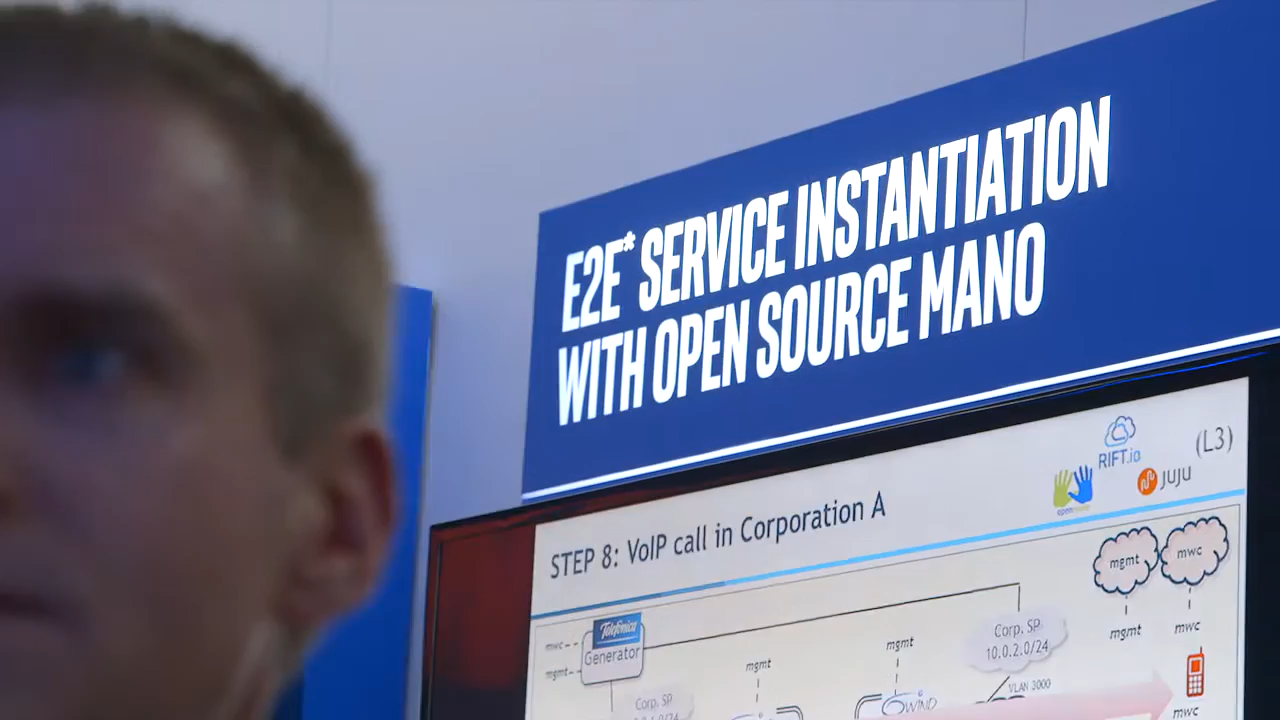 E2E* SERVICE INSTANTIATION
WITH OPEN SOURCE MANO
RIFT.io
(L3)
JUJU
STEP 8: VoIP call in Corporation A
mgmt
mwc
Telefónica
Generator
mwc
mgmt
mgmt
mgmt
Corp. SP
10.0.2.0/24
mgmt
mwc
Corp. SP
VLAN 3000
6WIND
mwc